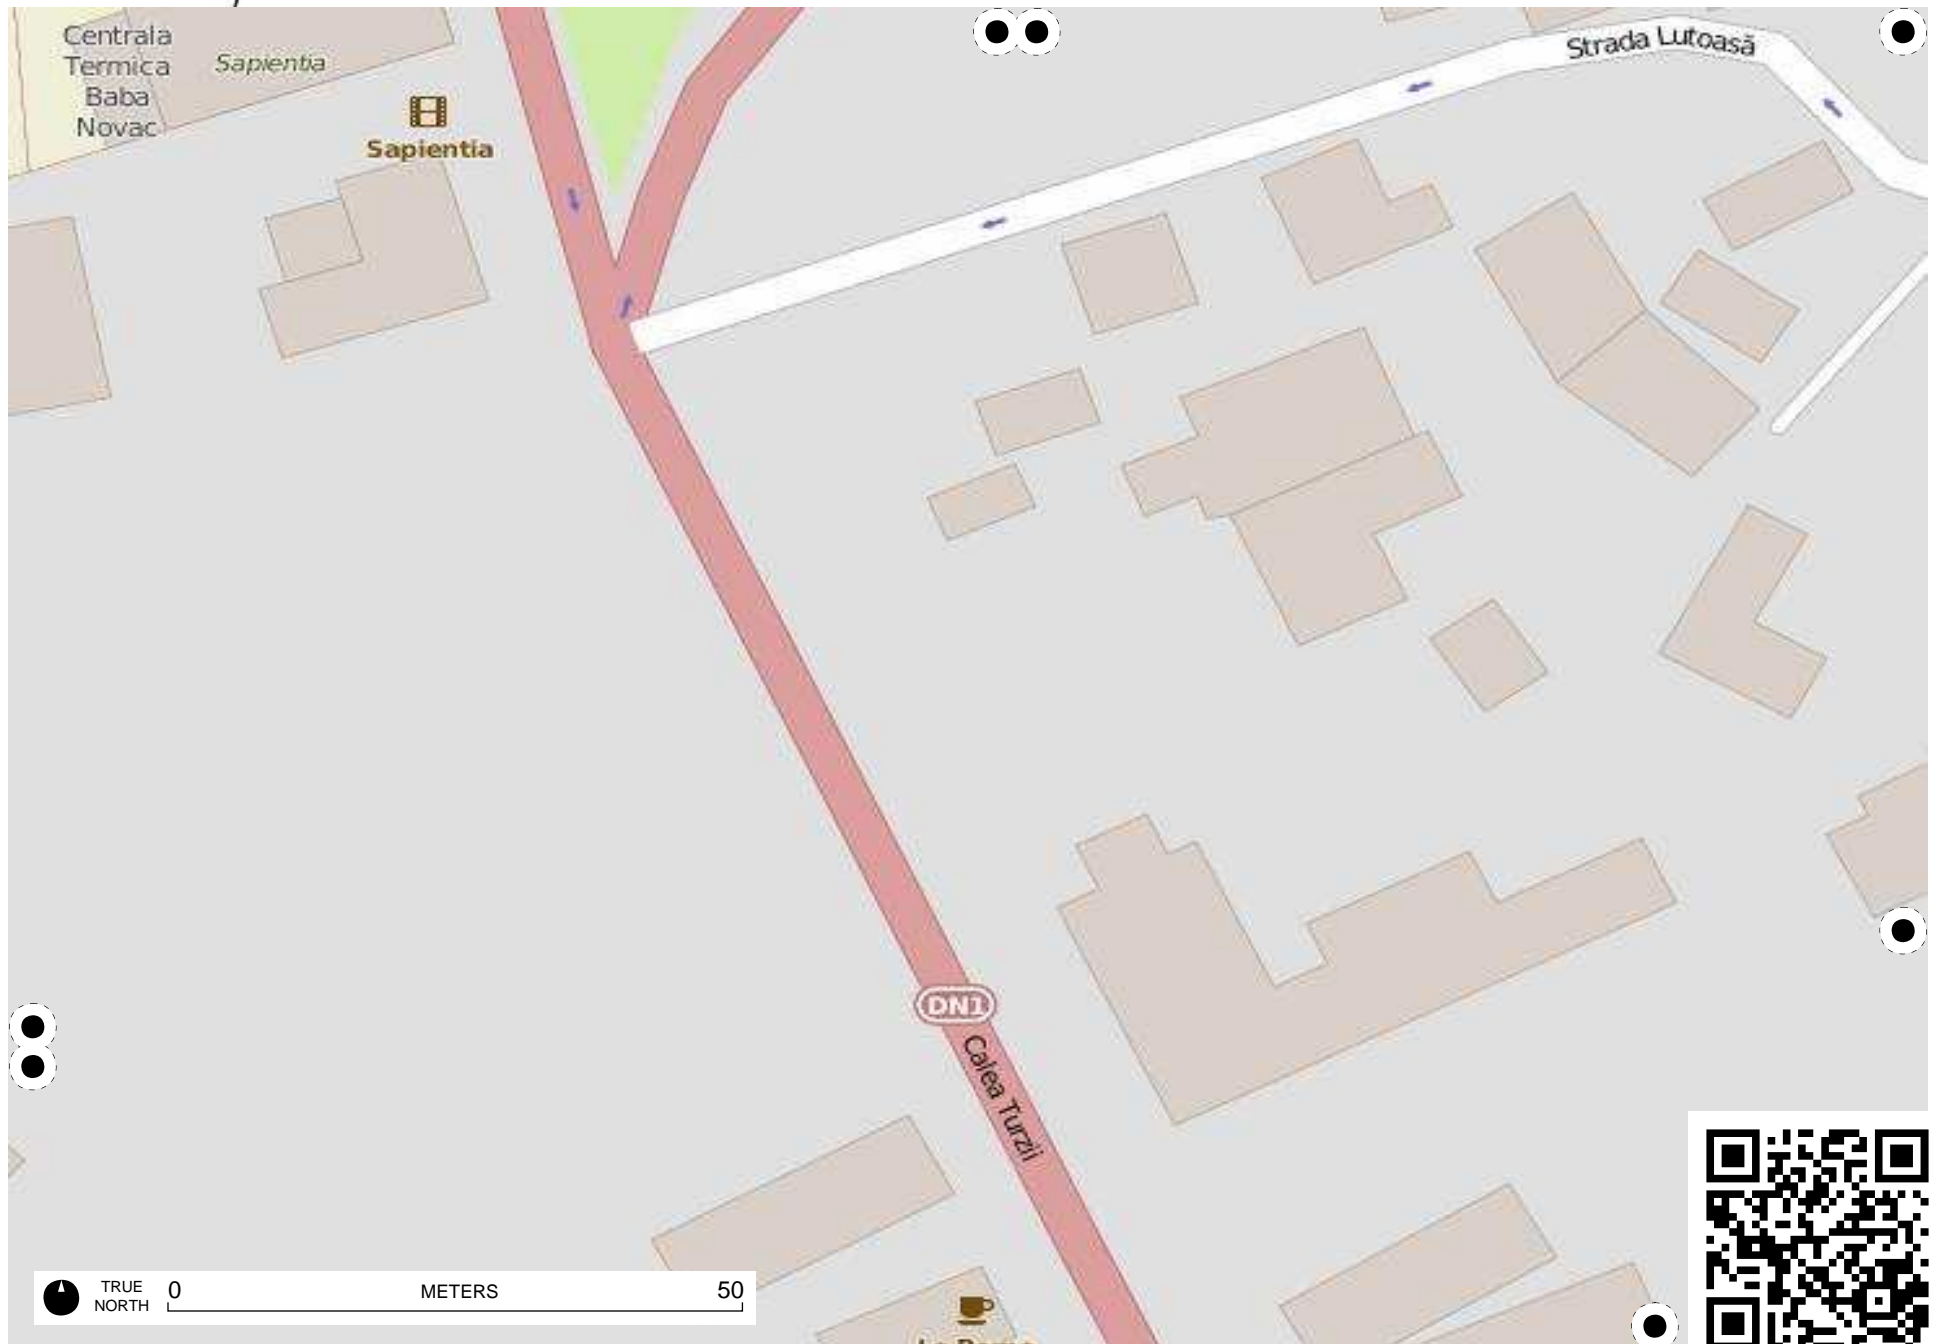 Centrala
Termica
Baba
Novac
Sapientia
Sapientia
Strada Lutoasă
DN1
Calea Turzii
TRUE
NORTH
0 METERS 50